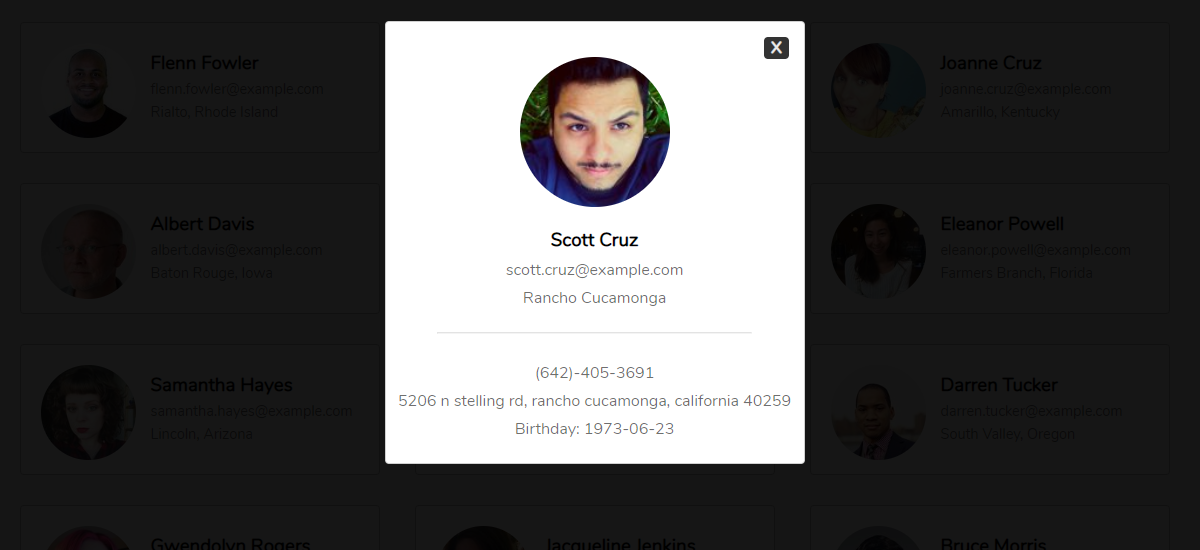 X
Scott Cruz
scott.cruz@example.com
Rancho Cucamonga
(642)-405-3691
5206 n stelling rd, rancho cucamonga, california 40259
Birthday: 1973-06-23
Flenn Fowler
flenn.fowler@example.com
Rialto, Rhode Island
Joanne Cruz
joanne.cruz@example.com
Amarillo, Kentucky
Albert Davis
albert.davis@example.com
Baton Rouge, Iowa
Eleanor Powell
eleanor.powell@example.com
Farmers Branch, Florida
Samantha Hayes
samantha.hayes@example.com
Lincoln, Arizona
Darren Tucker
darren.tucker@example.com
South Valley, Oregon
Gwendolyn Rogers
Jacqueline Jenkins
Bruce Morris